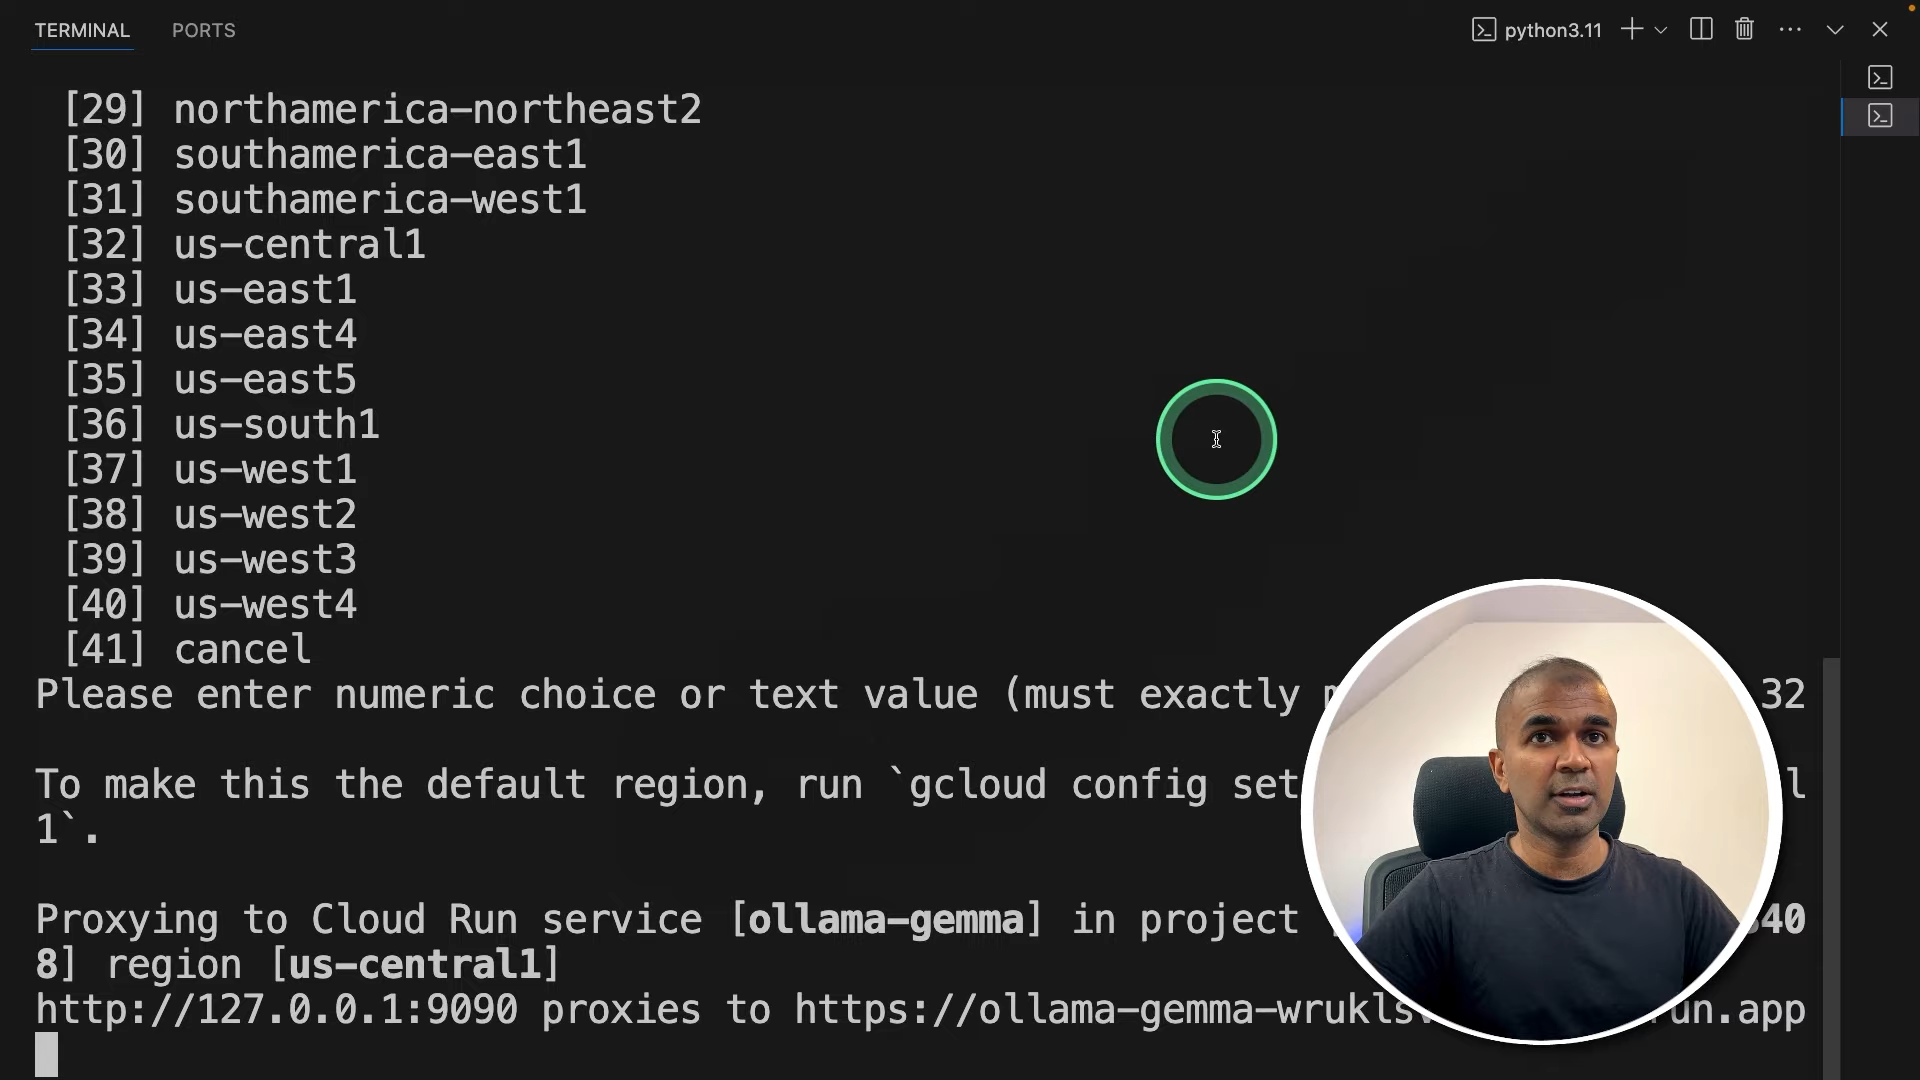 TERMINAL PORTS python3.11
[29] northamerica-northeast2
[30] southamerica-east1
[31] southamerica-west1
[32] us-central1
[33] us-east1
[34] us-east4
[35] us-east5
[36] us-south1
[37] us-west1
[38] us-west2
[39] us-west3
[40] us-west4
[41] cancel
Please enter numeric choice or text value (must exactly 32
To make this the default region, run `gcloud config set l
1`.
Proxying to Cloud Run service [ollama-gemma] in project 40
8] region [us-central1]
http://127.0.0.1:9090 proxies to https://ollama-gemma-wrukls run.app